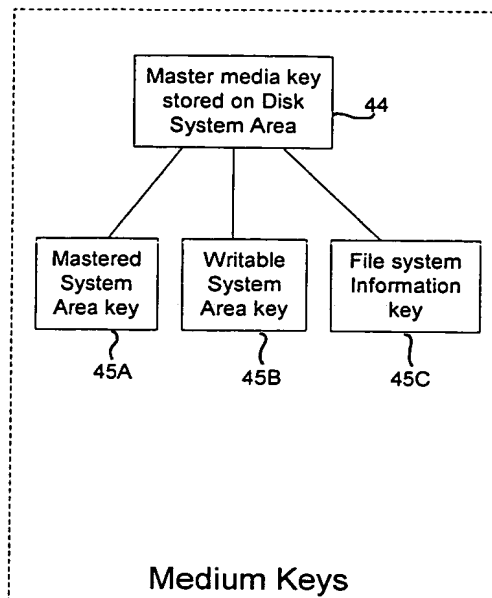 Master media key
stored on Disk
System Area
44
Mastered
System
Area key
Writable
System
Area key
File system
Information
key
45A
45B
45C
Medium Keys